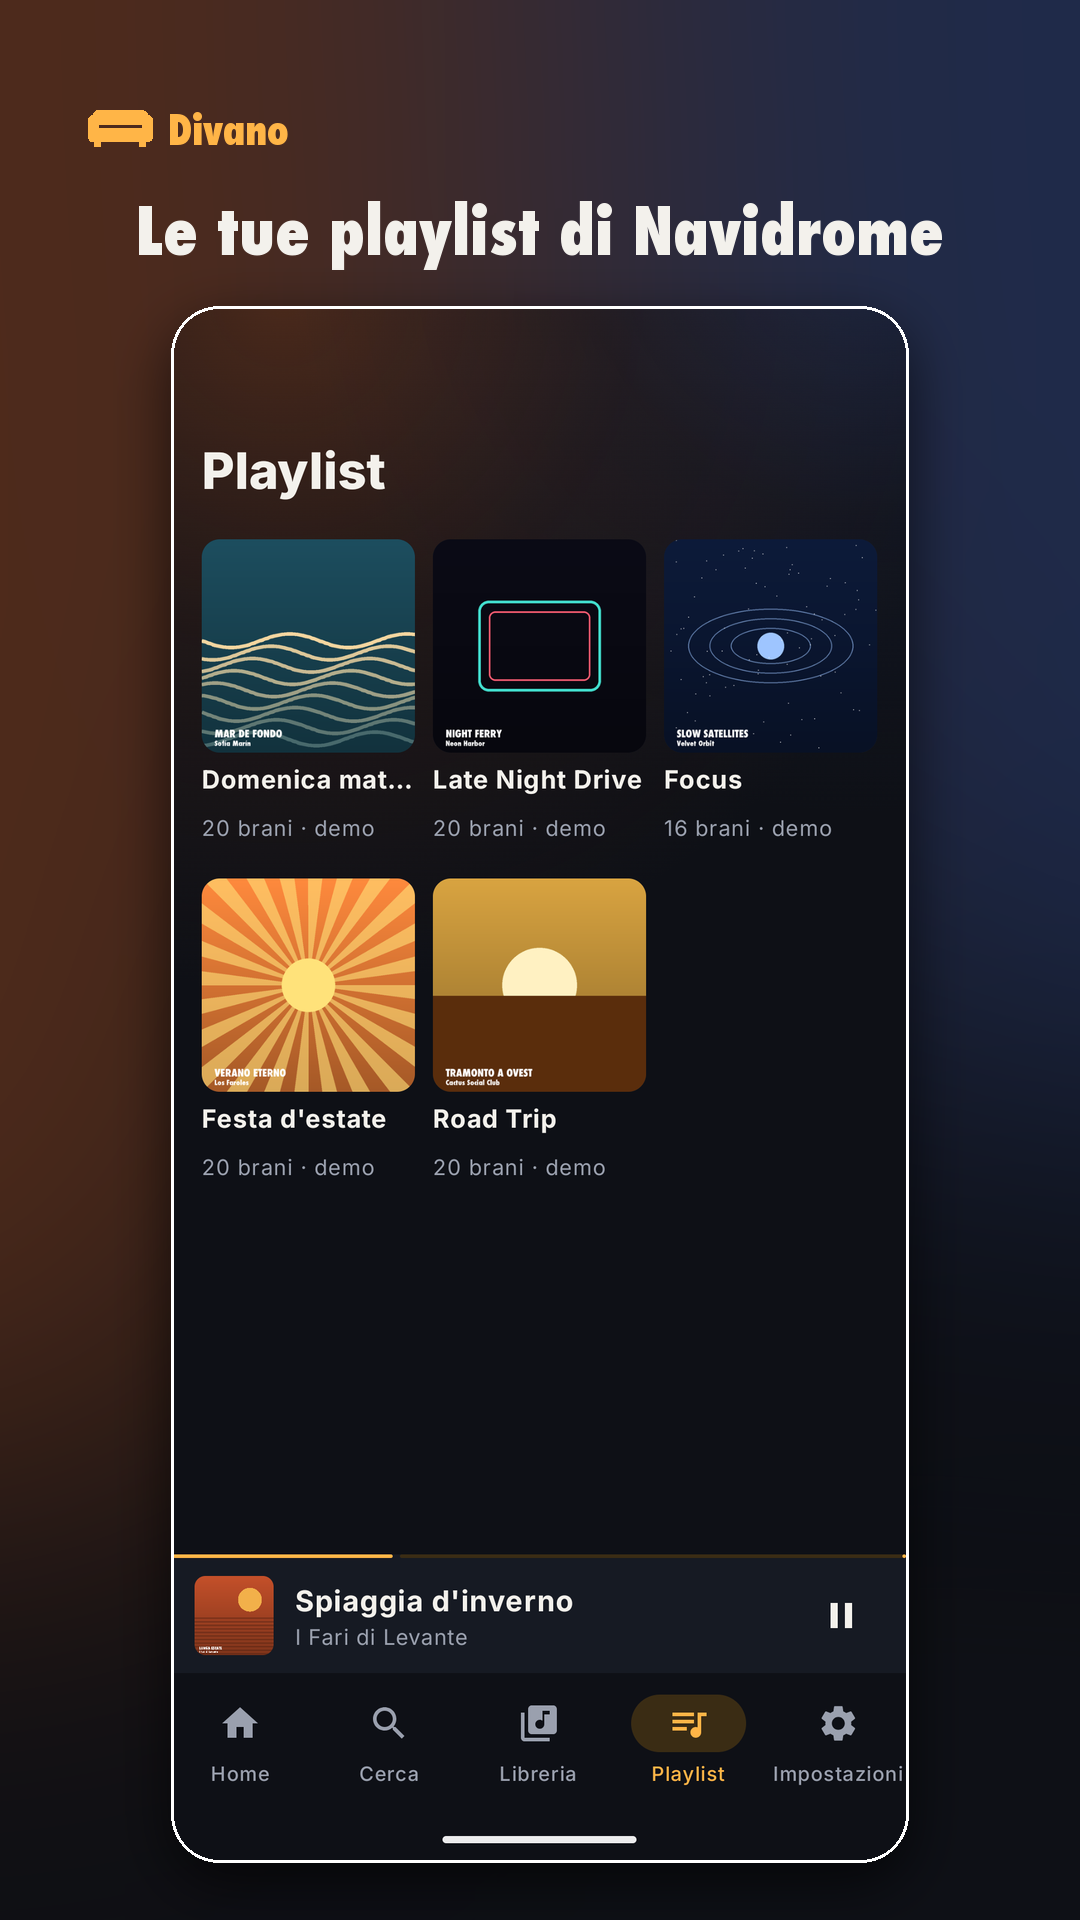 Divano
Le tue playlist di Navidrome
Playlist
MAR DE FONDO
Sofia Marin
NIGHT FERRY
Neon Harbor
SLOW SATELLITES
Velvet Orbit
Domenica mat...
Late Night Drive
Focus
20 brani · demo
20 brani · demo
16 brani · demo
VERANO ETERNO
Los Faroles
TRAMONTO A OVEST
Cactus Social Club
Festa d'estate
Road Trip
20 brani · demo
20 brani · demo
Spiaggia d'inverno
I Fari di Levante
Home
Cerca
Libreria
Playlist
Impostazioni